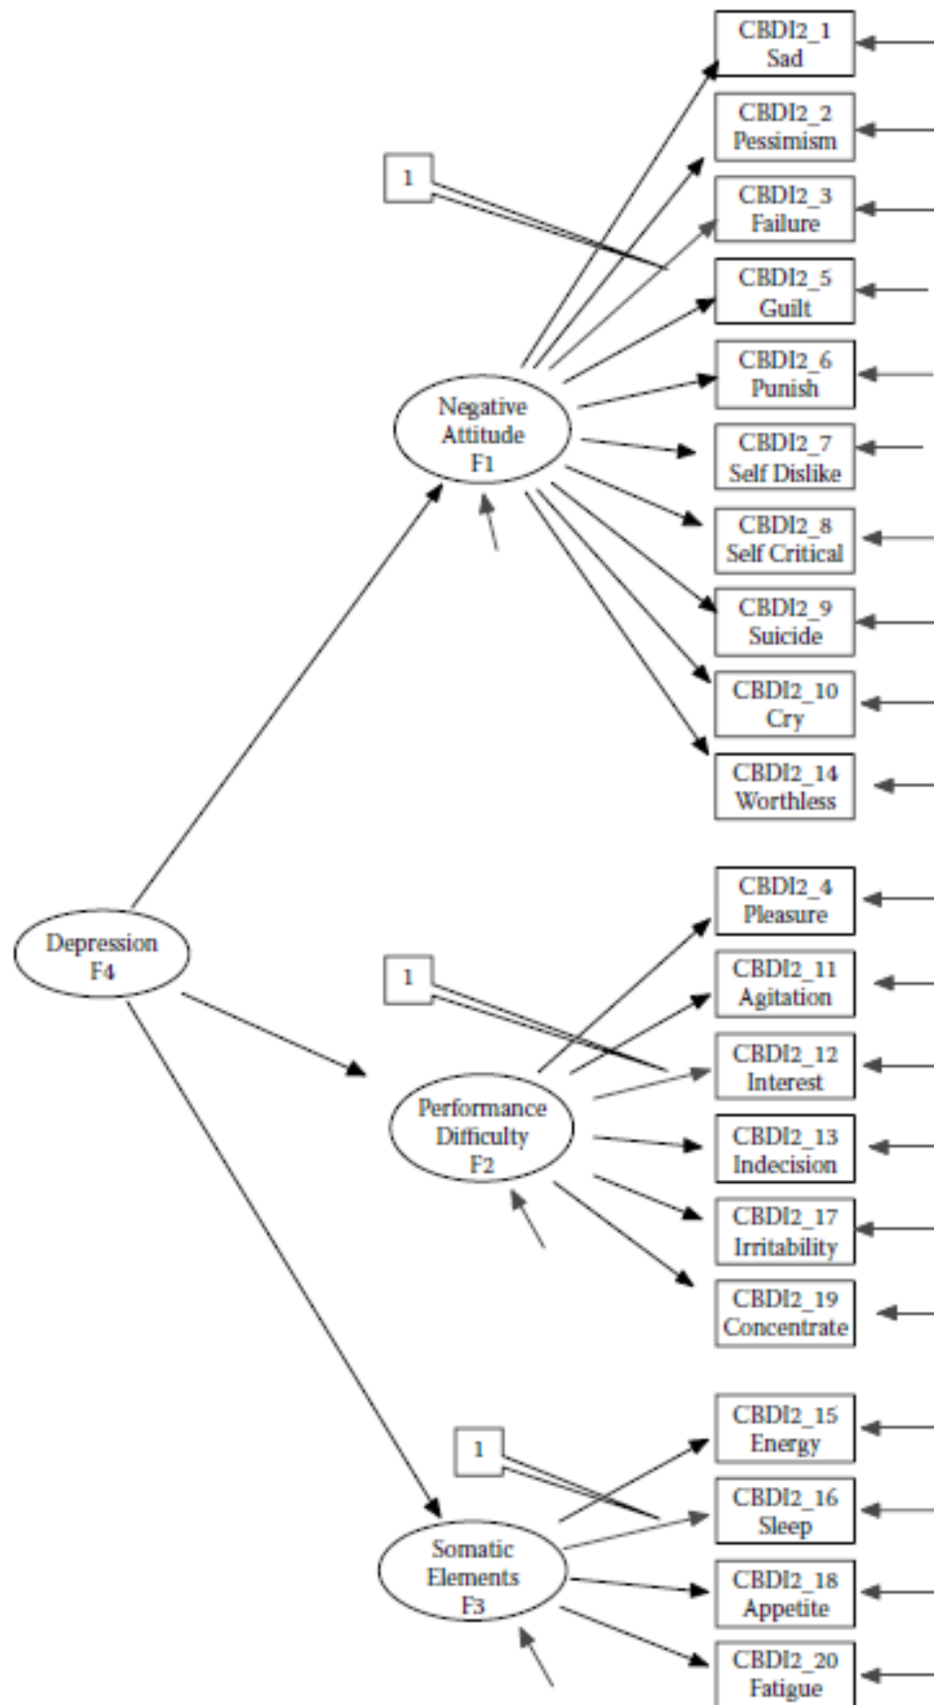 CBDI2_1
Sad
CBDI2_2
Pessimism
1
CBDI2_3
Failure
CBDI2_5
Guilt
CBDI2_6
Punish
Negative
Attitude
F1
CBDI2_7
Self Dislike
CBDI2_8
Self Critical
CBDI2_9
Suicide
CBDI2_10
Cry
CBDI2_14
Worthless
Depression
F4
CBDI2_4
Pleasure
1
CBDI2_11
Agitation
CBDI2_12
Interest
Performance
Difficulty
F2
CBDI2_13
Indecision
CBDI2_17
Irritability
CBDI2_19
Concentrate
CBDI2_15
Energy
1
CBDI2_16
Sleep
Somatic
Elements
F3
CBDI2_18
Appetite
CBDI2_20
Fatigue